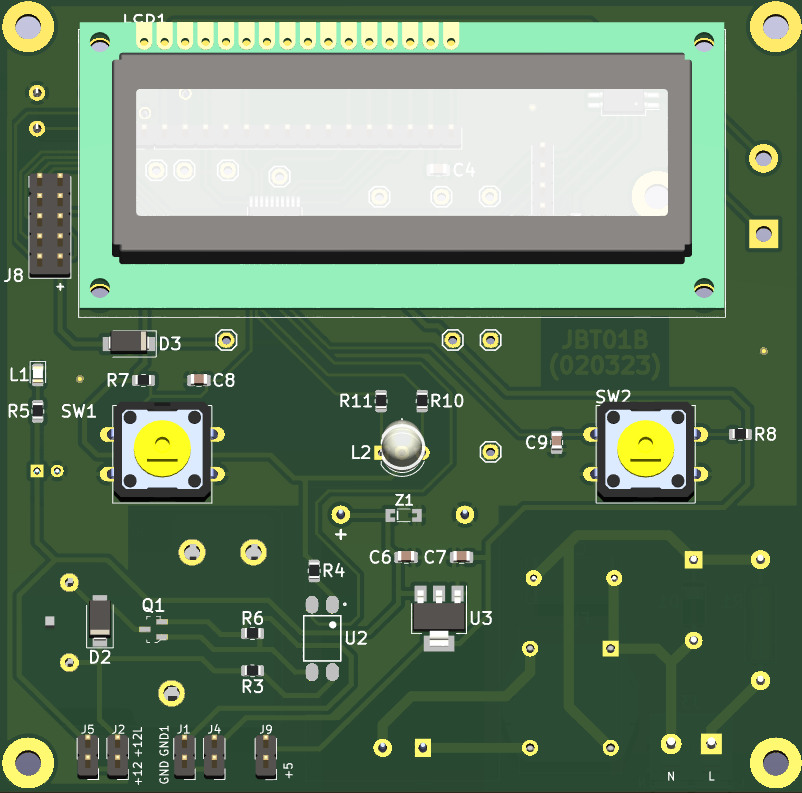 LCD1
C4
J8
+
D3
JBT01B
(020323)
L1
R7
C8
R5
SW1
R11
R10
SW2
L2
C9
R8
Z1
+
C6
C7
R4
Q1
R6
U2
U3
D2
R3
J5
J2
+12
+12L
GND
GND1
J1
J4
J9
+5
N
L